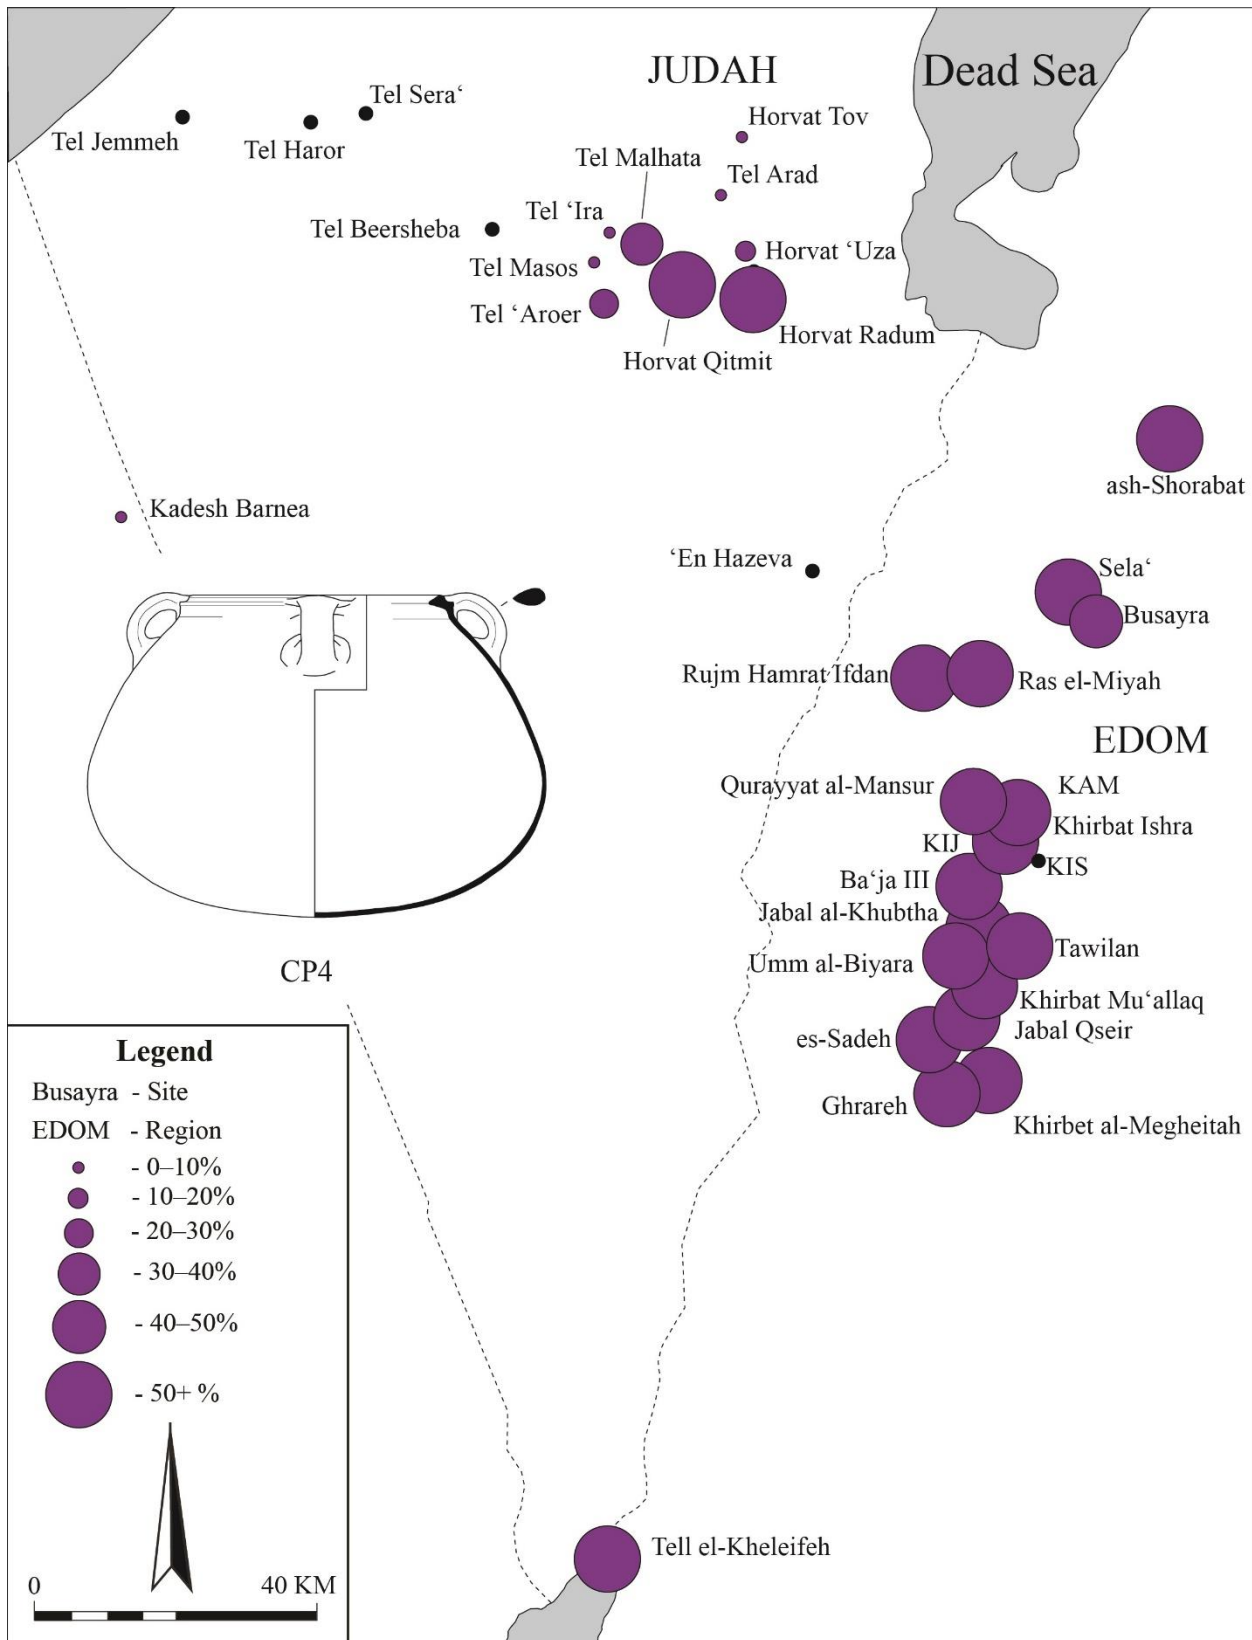 JUDAH
Dead Sea
Tel Sera‘
Tel Jemmeh
Tel Haror
Horvat Tov
Tel Malhata
Tel Arad
Tel ‘Ira
Tel Beersheba
Horvat ‘Uza
Tel Masos
Tel ‘Aroer
Horvat Radum
Horvat Qitmit
ash-Shorabat
Kadesh Barnea
‘En Hazeva
Sela‘
Busayra
Rujm Hamrat Ifdan
Ras el-Miyah
EDOM
Qurayyat al-Mansur
KAM
Khirbat Ishra
KIJ
KIS
Ba‘ja III
Jabal al-Khubtha
Tawilan
Umm al-Biyara
Khirbat Mu‘allaq
Jabal Qseir
es-Sadeh
Ghrareh
Khirbet al-Megheitah
CP4
Legend
Busayra - Site
EDOM - Region
- 0–10%
- 10–20%
- 20–30%
- 30–40%
- 40–50%
- 50+ %
0 40 KM
Tell el-Kheleifeh